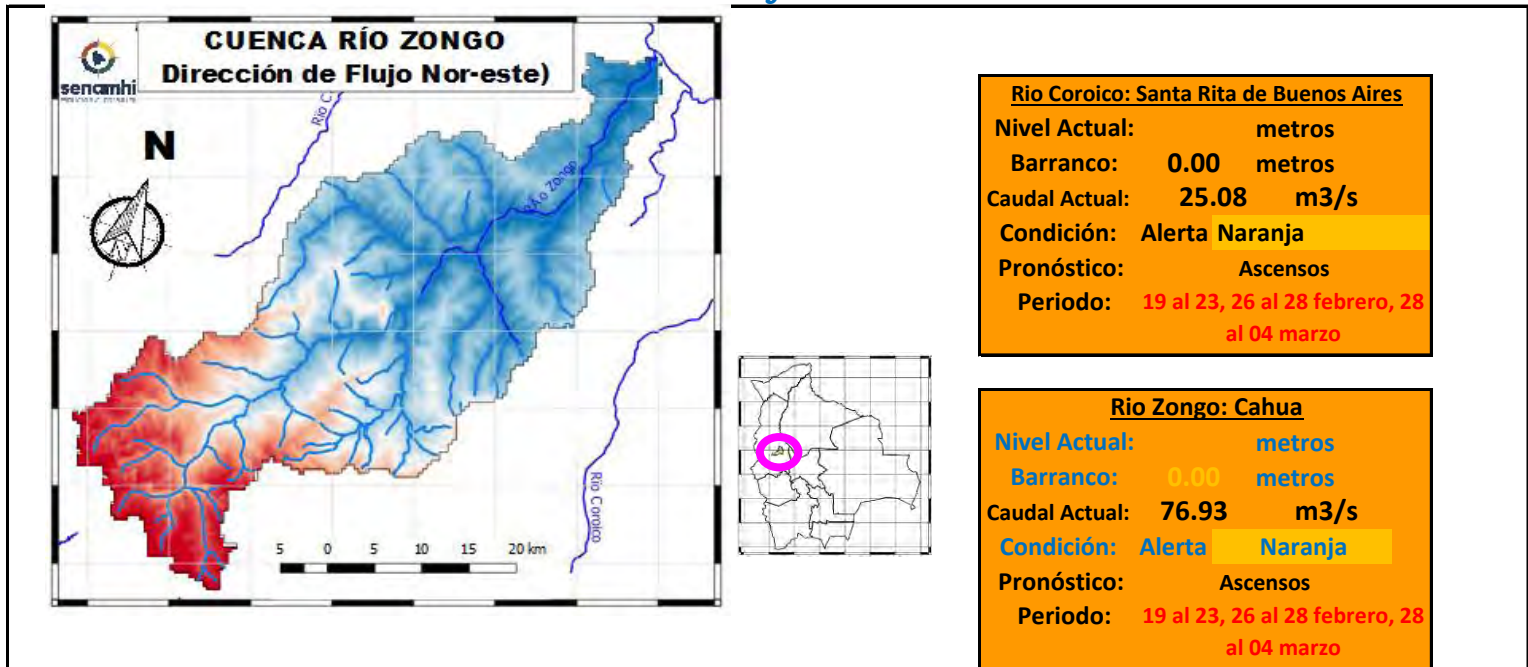 CUENCA RÍO ZONGO
Dirección de Flujo Nor-este)
sencmhi
N
Río C
RÃ­o Zongo
Río Coroico
5 0 5 10 15 20 km
Rio Coroico: Santa Rita de Buenos Aires
Nivel Actual: metros
Barranco: 0.00 metros
Caudal Actual: 25.08 m3/s
Condición: Alerta Naranja
Pronóstico: Ascensos
Periodo: 19 al 23, 26 al 28 febrero, 28
al 04 marzo
Rio Zongo: Cahua
Nivel Actual: metros
Barranco: 0.00 metros
Caudal Actual: 76.93 m3/s
Condición: Alerta Naranja
Pronóstico: Ascensos
Periodo: 19 al 23, 26 al 28 febrero, 28
al 04 marzo